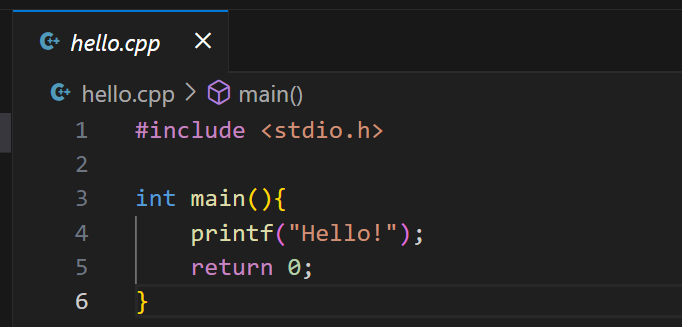 hello.cpp ×
hello.cpp > main()
1 #include <stdio.h>
2
3 int main(){
4     printf("Hello!");
5     return 0;
6 }